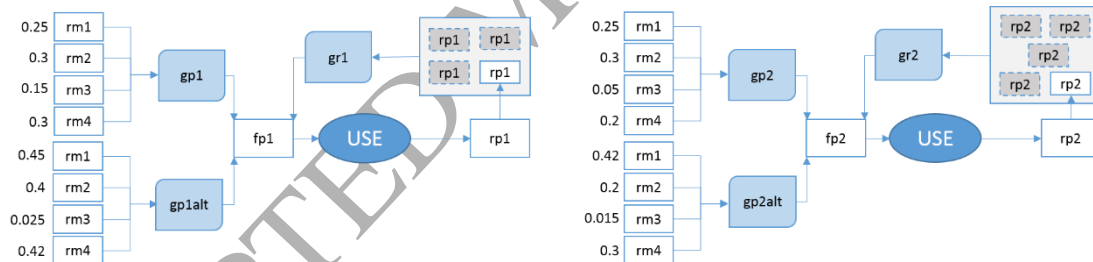 0.25 rm1
0.3 rm2
0.15 rm3
0.3 rm4
gp1
0.45 rm1
0.4 rm2
0.025 rm3
0.42 rm4
gp1alt
fp1
USE
gr1
rp1 rp1
rp1 rp1
rp1
0.25 rm1
0.3 rm2
0.05 rm3
0.2 rm4
gp2
0.42 rm1
0.2 rm2
0.015 rm3
0.3 rm4
gp2alt
fp2
USE
gr2
rp2 rp2
rp2
rp2 rp2
rp2